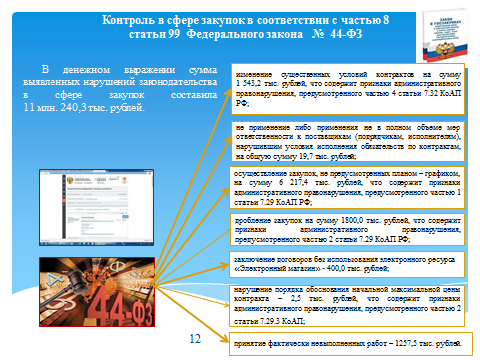 Контроль в сфере закупок в соответствии с частью 8
статьи 99 Федерального закона № 44-ФЗ
В денежном выражении сумма
выявленных нарушений законодательства
в сфере закупок составила
11 млн. 240,3 тыс. рублей.
изменение существенных условий контрактов на сумму
1 543,2 тыс. рублей, что содержит признаки административного
правонарушения, предусмотренного частью 4 статьи 7.32 КоАП
РФ;
не применение либо применение не в полном объеме мер
ответственности к поставщикам (подрядчикам, исполнителям),
нарушившим условия исполнения обязательств по контрактам,
на общую сумму 19,7 тыс. рублей;
осуществление закупок, не предусмотренных планом – графиком,
на сумму 6 217,4 тыс. рублей, что содержит признаки
административного правонарушения, предусмотренного частью 1
статьи 7.29 КоАП РФ;
дробление закупок на сумму 1800,0 тыс. рублей, что содержит
признаки административного правонарушения,
предусмотренного частью 2 статьи 7.29 КоАП РФ;
заключение договоров без использования электронного ресурса
«Электронный магазин» - 400,0 тыс. рублей;
нарушение порядка обоснования начальной максимальной цены
контракта – 2,5 тыс. рублей, что содержит признаки
административного правонарушения, предусмотренного частью 2
статьи 7.29.3 КоАП;
принятие фактически невыполненных работ – 1257,5 тыс. рублей.
44-ФЗ
12